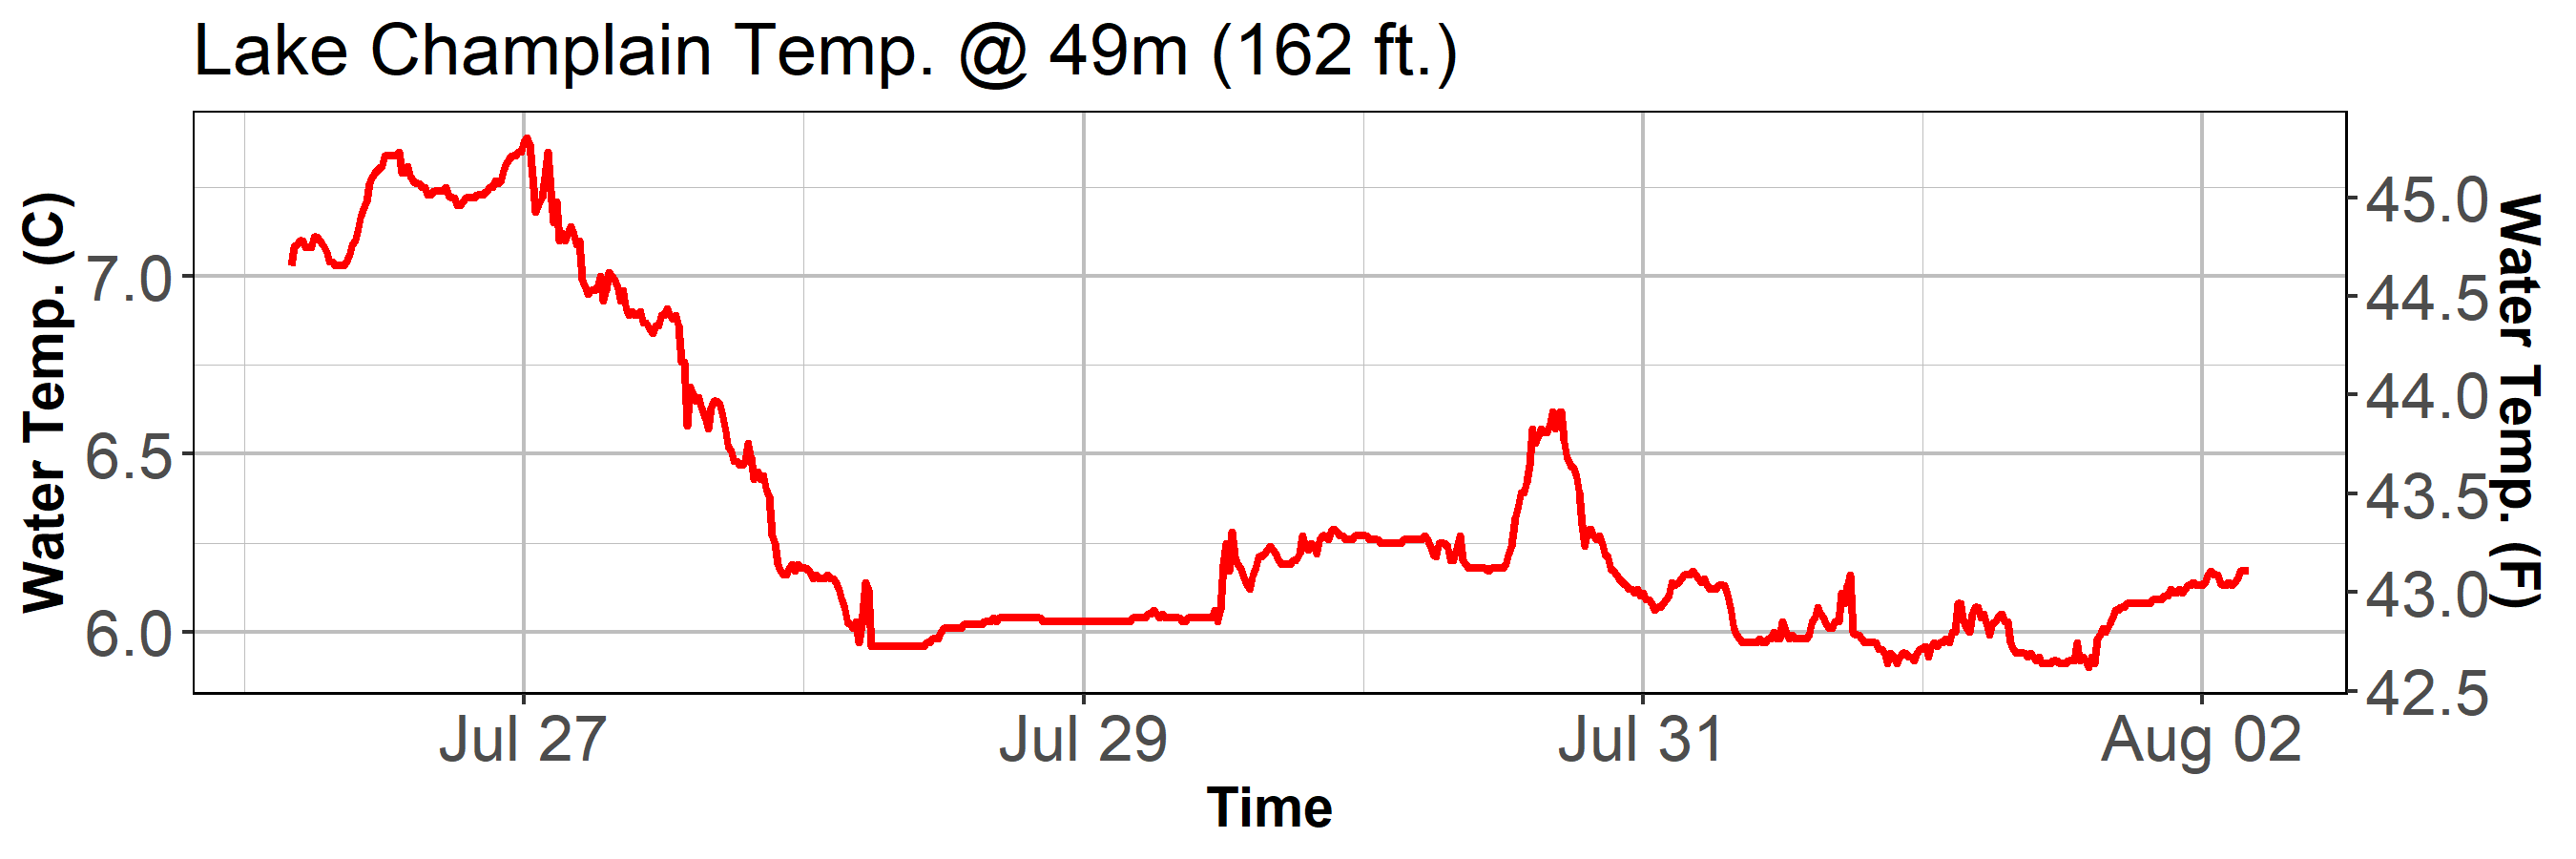 Lake Champlain Temp. @ 49m (162 ft.)
Water Temp. (C)
7.0
6.5
6.0
45.0
44.5
44.0
43.5
43.0
42.5
Water Temp. (F)
Jul 27
Jul 29
Jul 31
Aug 02
Time